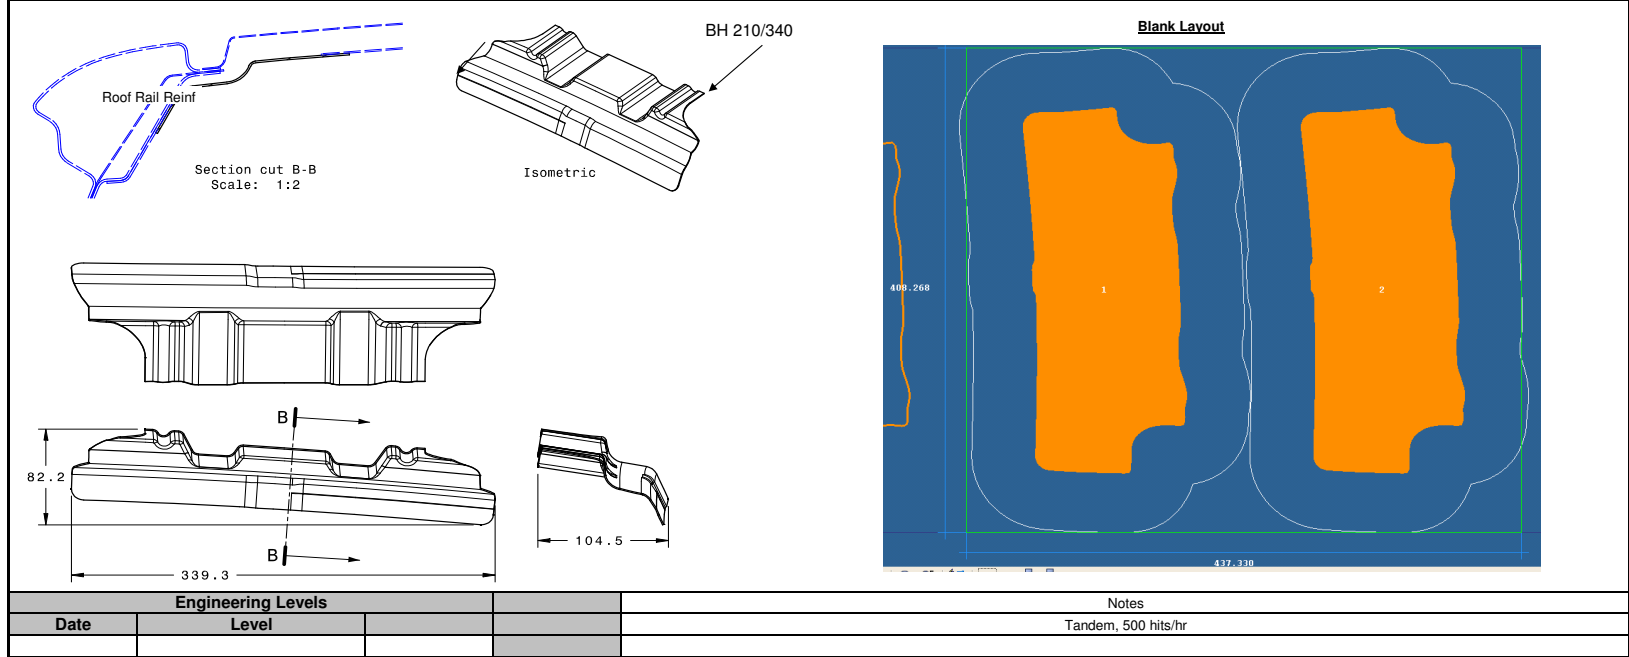 BH 210/340
Blank Layout
Roof Rail Reinf
Section cut B-B
Scale: 1:2
Isometric
408.268
1
2
B
82.2
104.5
B
339.3
437.330
Engineering Levels
Notes
Date
Level
Tandem, 500 hits/hr